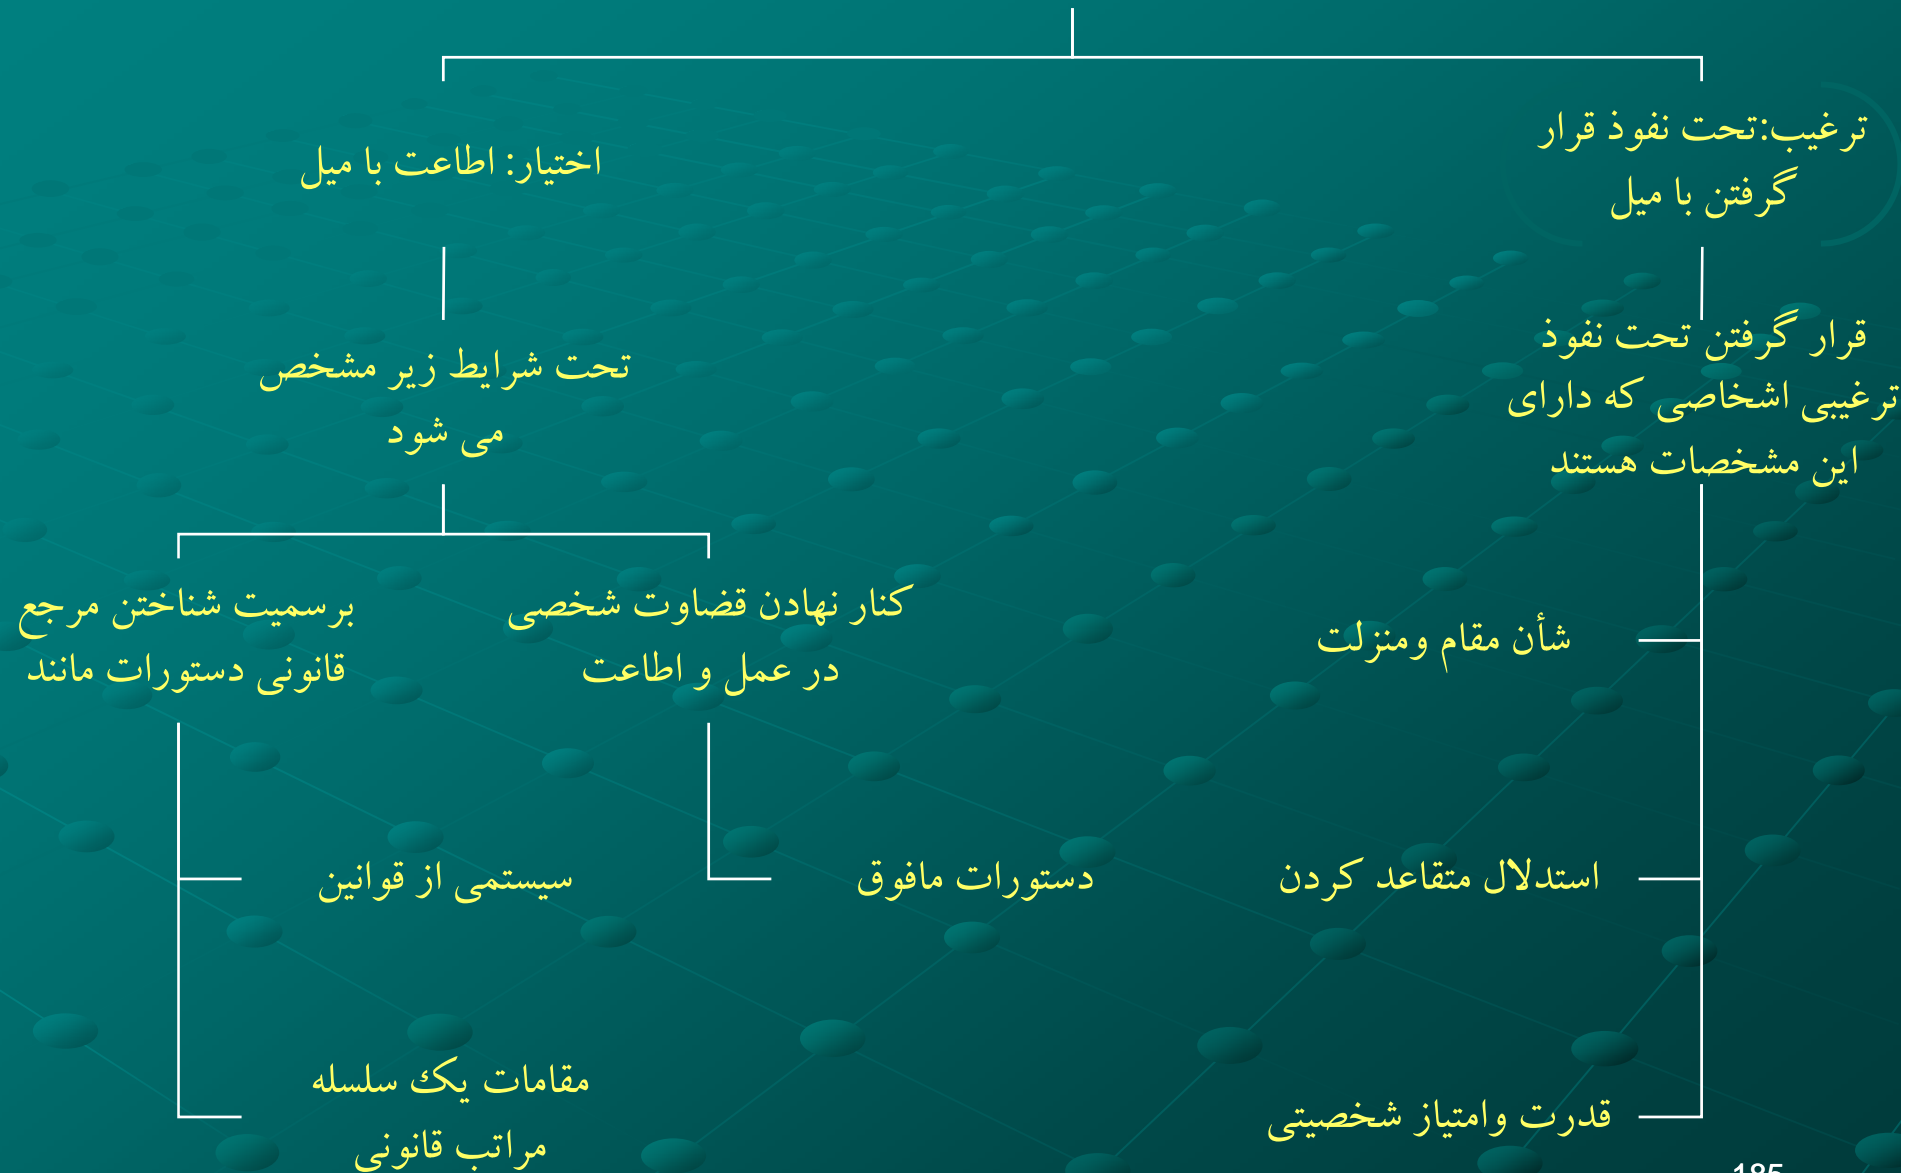 ترغیب:تحت نفوذ قرار
گرفتن با میل
اختیار: اطاعت با میل
قرار گرفتن تحت نفوذ
ترغیبی اشخاصی که دارای
این مشخصات هستند
تحت شرایط زیر مشخص
می شود
شأن مقام ومنزلت
کنار نهادن قضاوت شخصی
در عمل و اطاعت
برسمیت شناختن مرجع
قانونی دستورات مانند
استدلال متقاعد کردن
دستورات مافوق
سیستمی از قوانین
قدرت وامتیاز شخصیتی
مقامات یک سلسله
مراتب قانونی
185